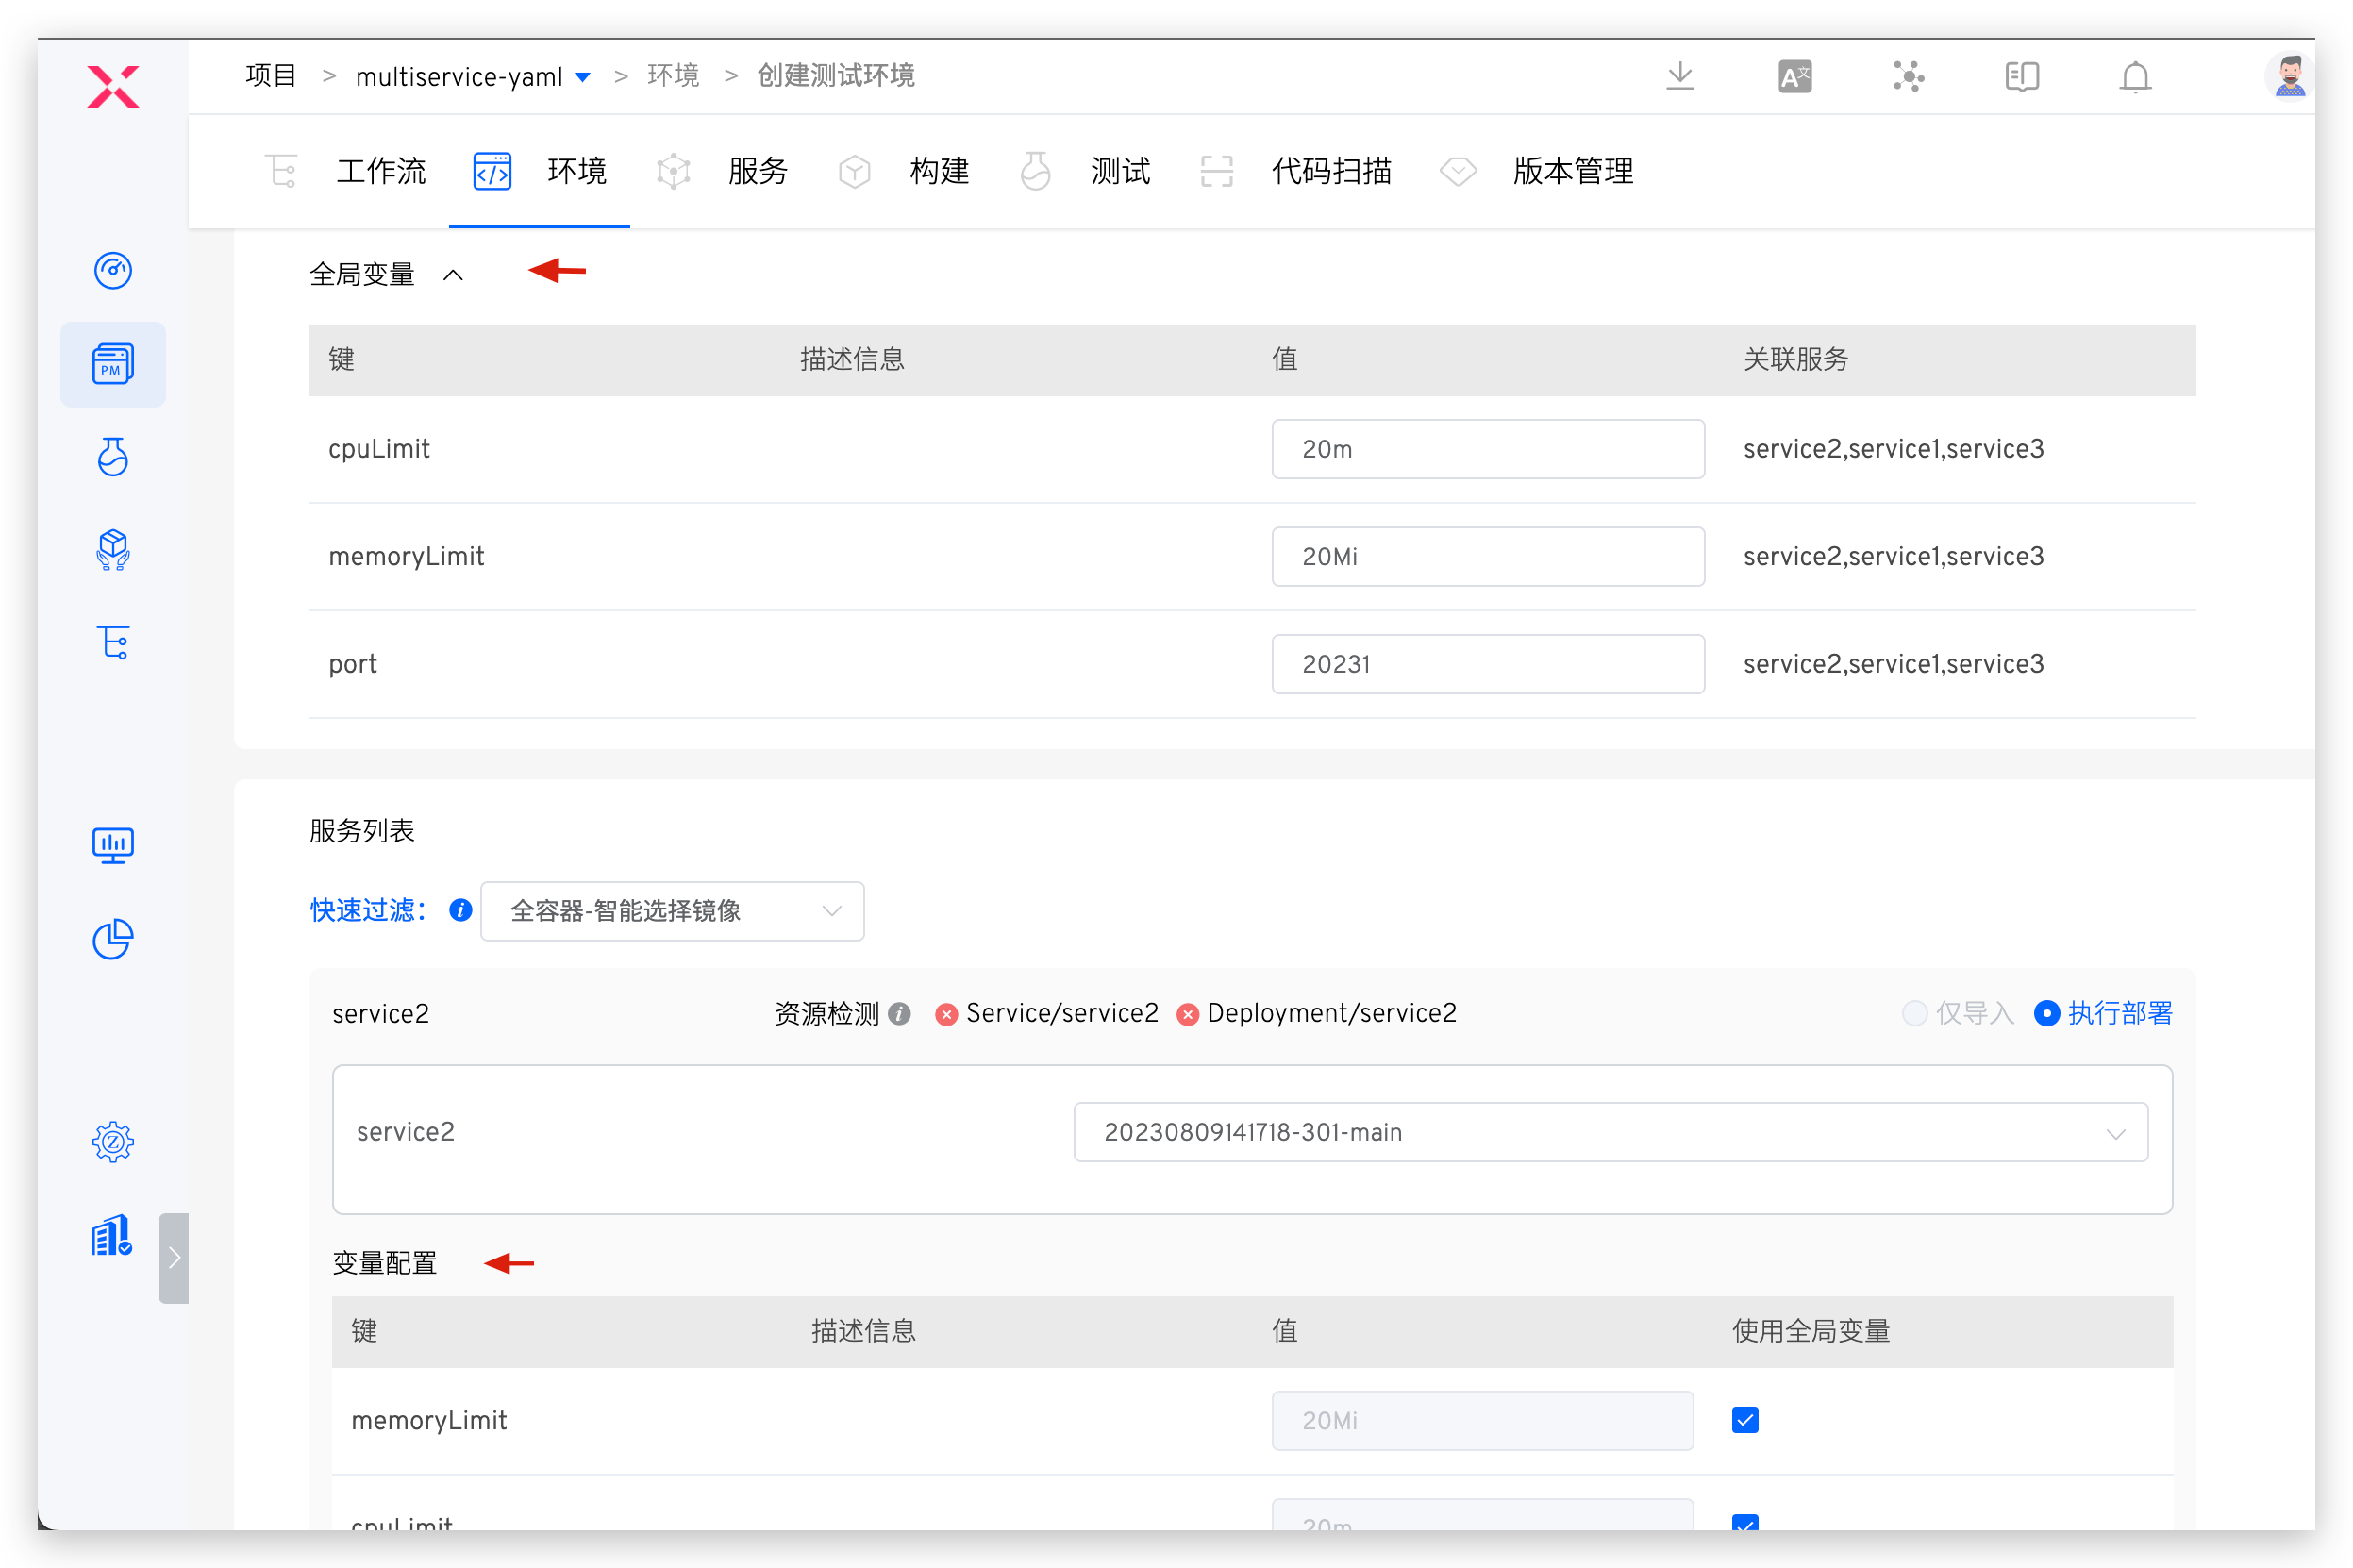 项目 > multiservice-yaml > 环境 > 创建测试环境
工作流 环境 服务 构建 测试 代码扫描 版本管理
PM
全局变量
键 描述信息 值 关联服务
cpuLimit 20m service2,service1,service3
memoryLimit 20Mi service2,service1,service3
port 20231 service2,service1,service3
服务列表
快速过滤： 全容器-智能选择镜像
service2 资源检测 Service/service2 Deployment/service2 仅导入 执行部署
service2 20230809141718-301-main
变量配置
键 描述信息 值 使用全局变量
memoryLimit 20Mi
cpuLimit 20m